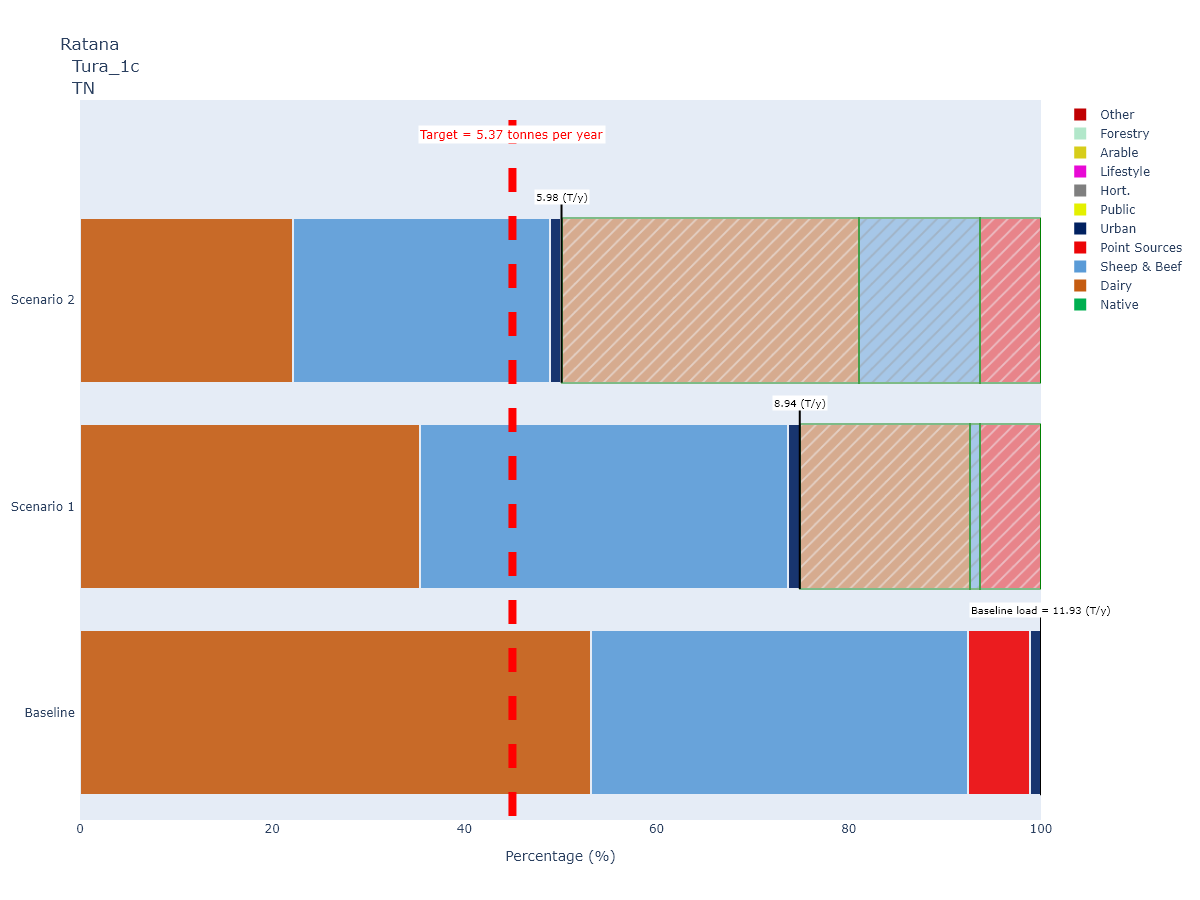 Ratana
Tura_1c
TN
Target = 5.37 tonnes per year
5.98 (T/y)
Scenario 2
8.94 (T/y)
Scenario 1
Baseline load = 11.93 (T/y)
Baseline
0 20 40 60 80 100
Percentage (%)
Other
Forestry
Arable
Lifestyle
Hort.
Public
Urban
Point Sources
Sheep & Beef
Dairy
Native